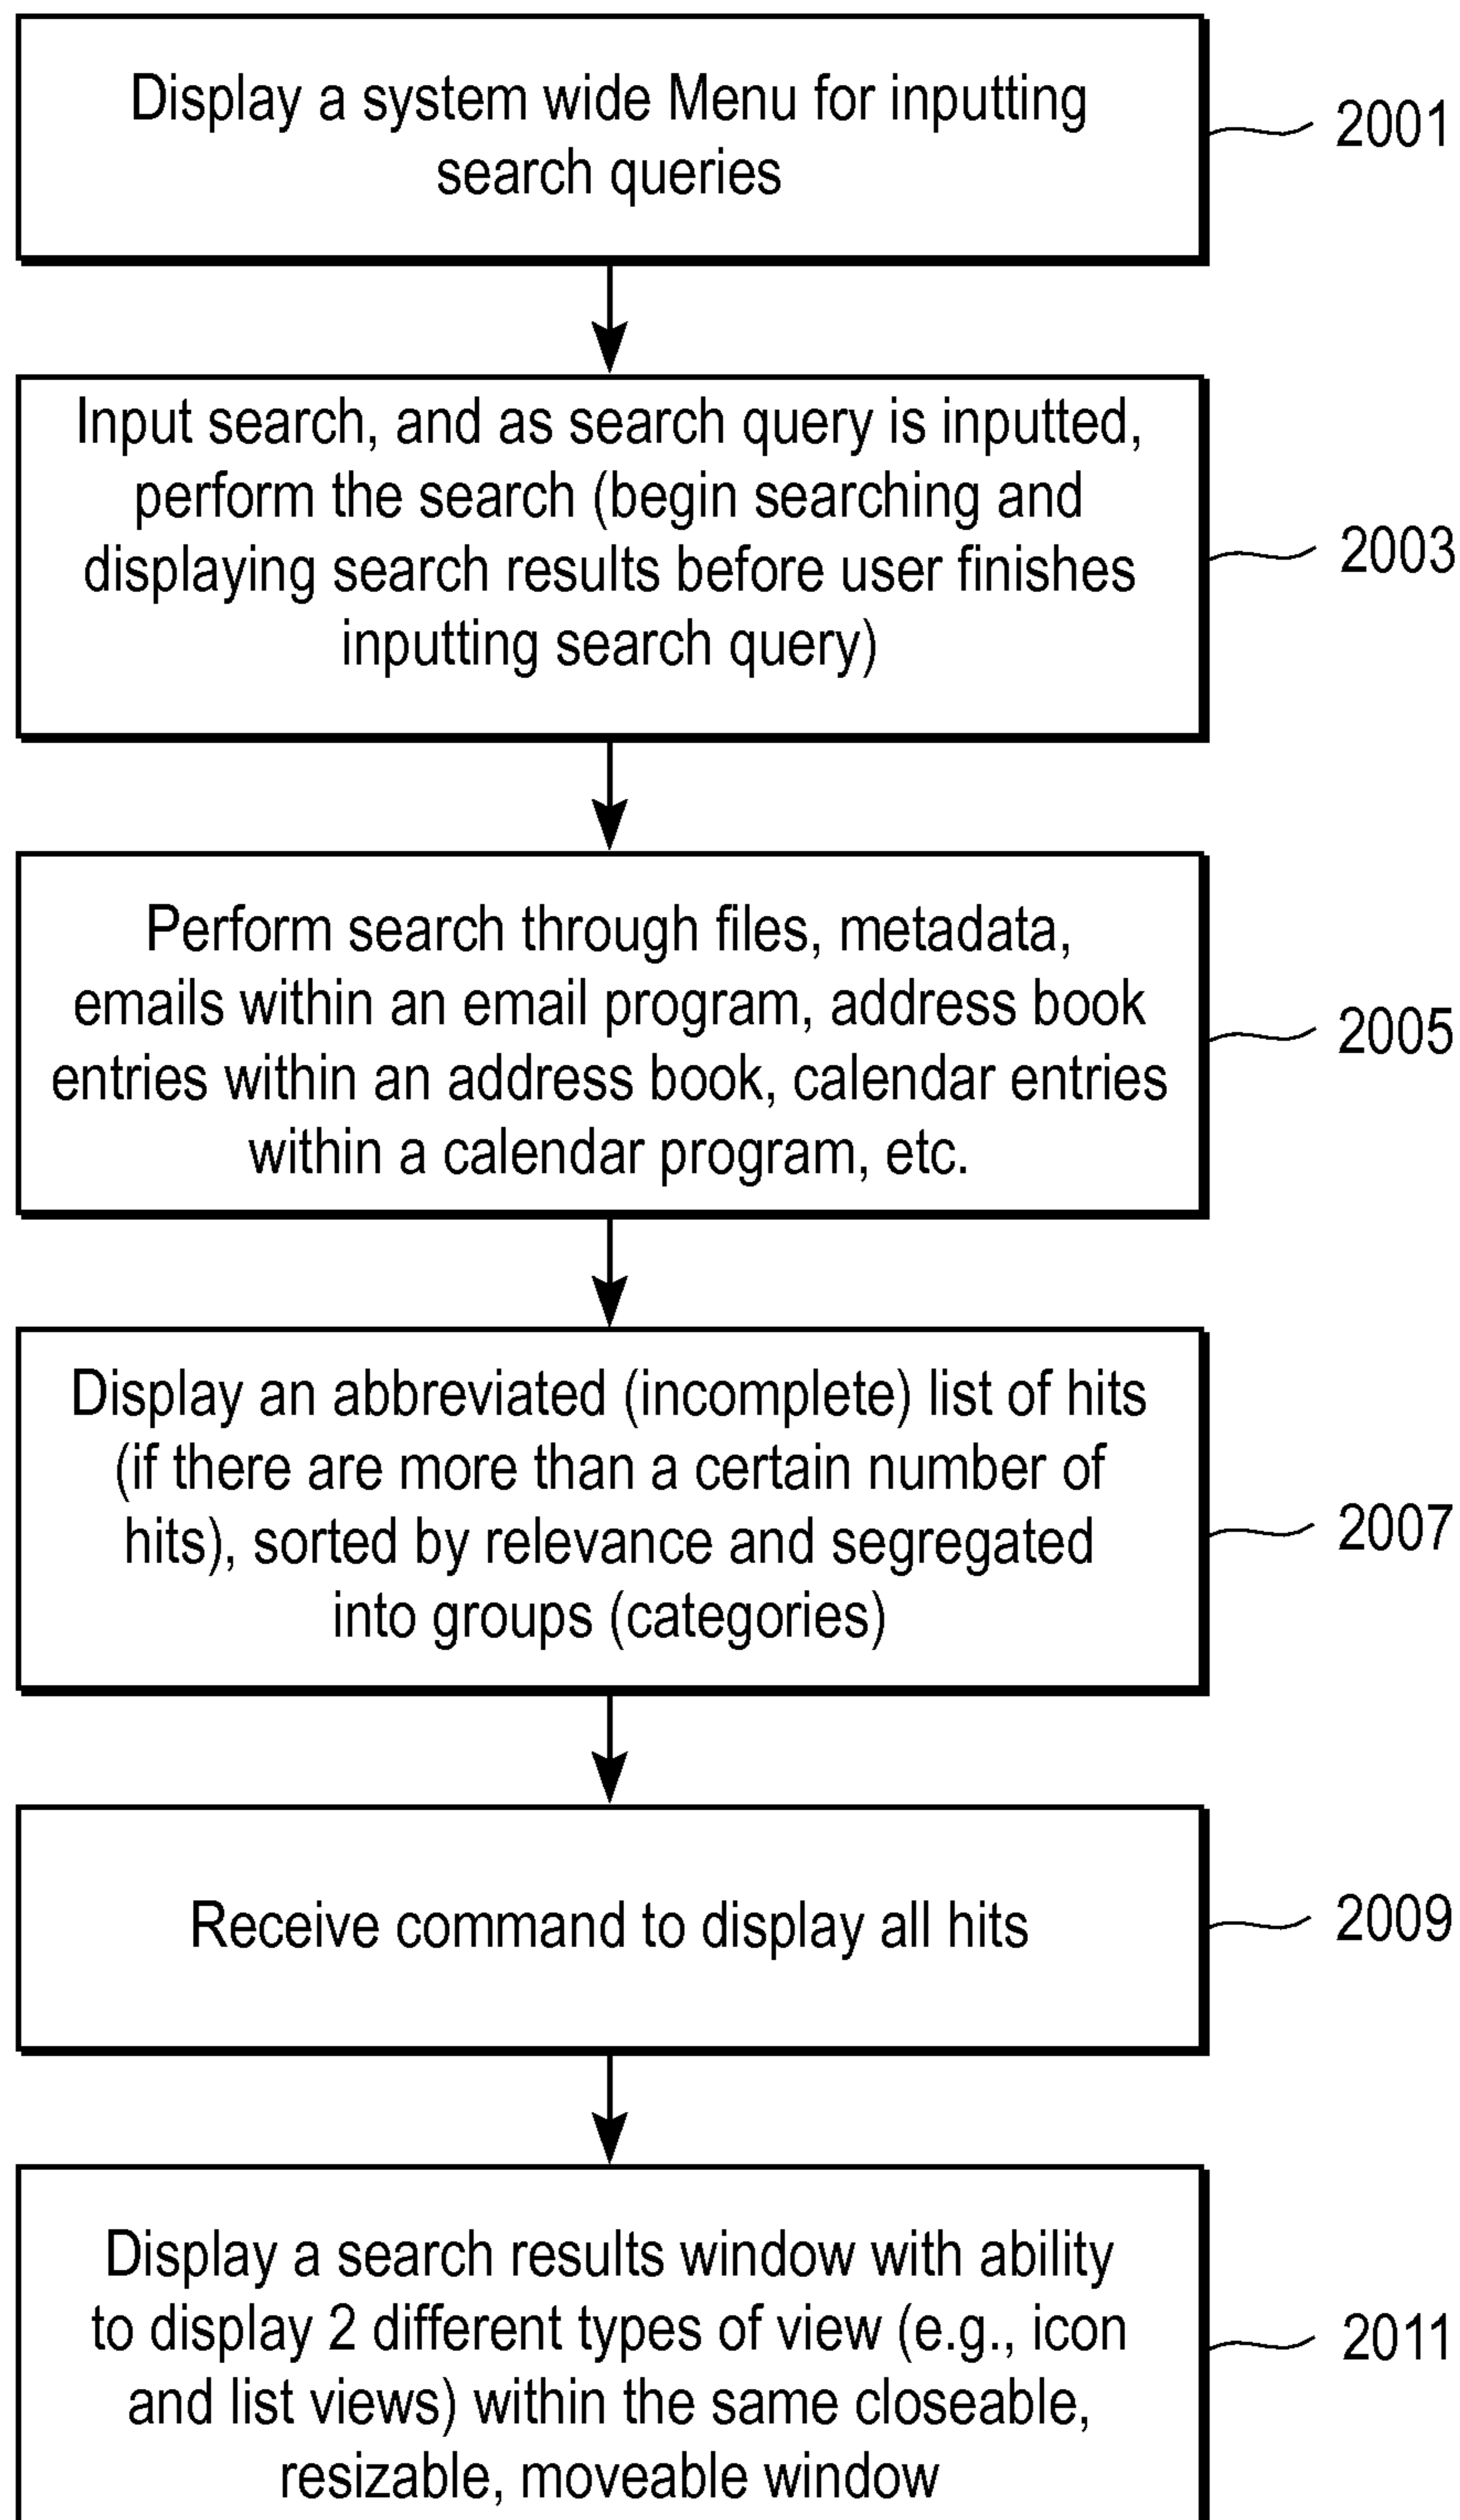 Display a system wide Menu for inputting
search queries
2001
Input search, and as search query is inputted,
perform the search (begin searching and
displaying search results before user finishes
inputting search query)
2003
Perform search through files, metadata,
emails within an email program, address book
entries within an address book, calendar entries
within a calendar program, etc.
2005
Display an abbreviated (incomplete) list of hits
(if there are more than a certain number of
hits), sorted by relevance and segregated
into groups (categories)
2007
Receive command to display all hits
2009
Display a search results window with ability
to display 2 different types of view (e.g., icon
and list views) within the same closeable,
resizable, moveable window
2011